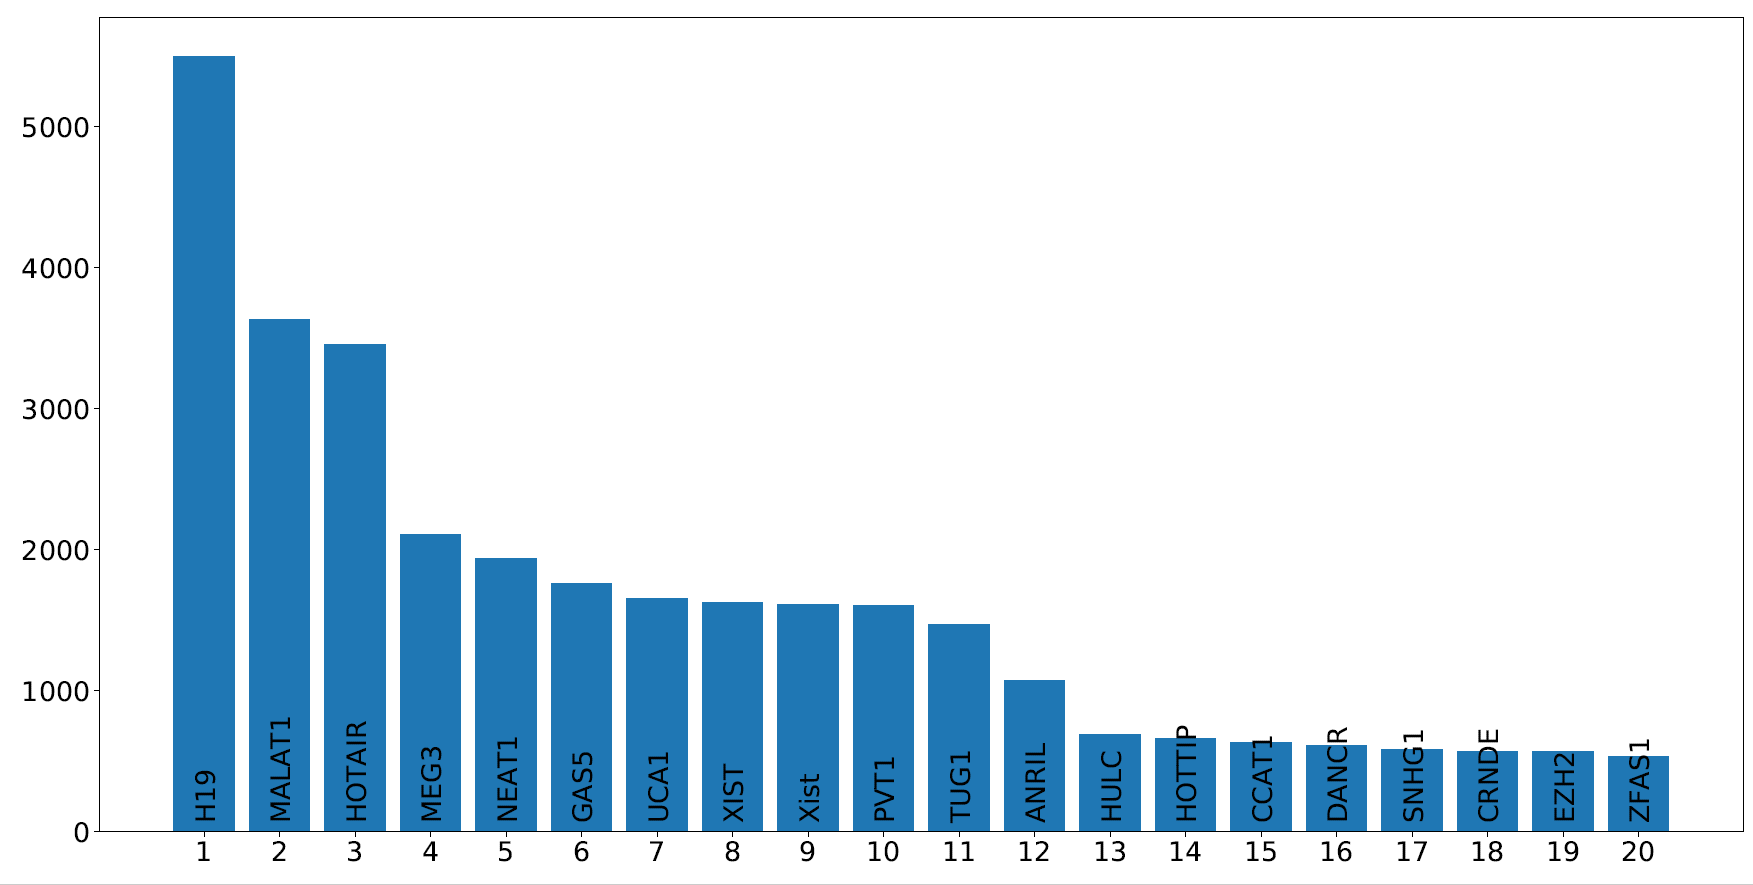 5000
4000
3000
2000
1000
0
H19
MALAT1
HOTAIR
MEG3
NEAT1
GAS5
UCA1
XIST
Xist
PVT1
TUG1
ANRIL
HULC
HOTTIP
CCAT1
DANCR
SNHG1
CRNDE
EZH2
ZFAS1
1 2 3 4 5 6 7 8 9 10 11 12 13 14 15 16 17 18 19 20